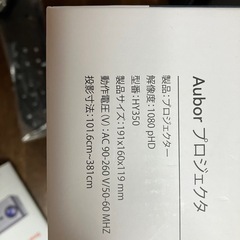 Aubor プロジェクタ
製品：プロジェクター
解像度：1080 pHD
型番：HY350
製品サイズ：191x160x119 mm
動作電圧（V）：AC 90-260 V/50-60 MHZ
投影寸法：101.6cm~381cm